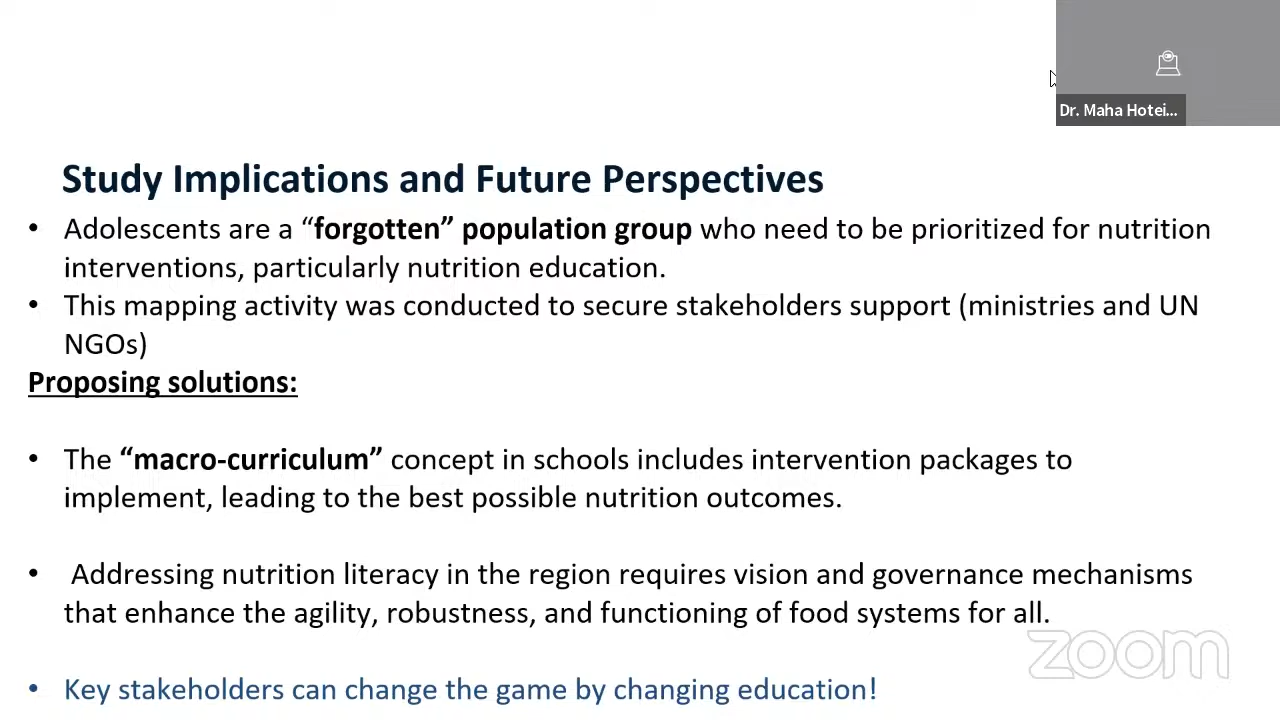 Dr. Maha Hotei...
Study Implications and Future Perspectives
• Adolescents are a “forgotten” population group who need to be prioritized for nutrition
interventions, particularly nutrition education.
• This mapping activity was conducted to secure stakeholders support (ministries and UN
NGOs)
Proposing solutions:
• The “macro-curriculum” concept in schools includes intervention packages to
implement, leading to the best possible nutrition outcomes.
• Addressing nutrition literacy in the region requires vision and governance mechanisms
that enhance the agility, robustness, and functioning of food systems for all.
zoom
• Key stakeholders can change the game by changing education!